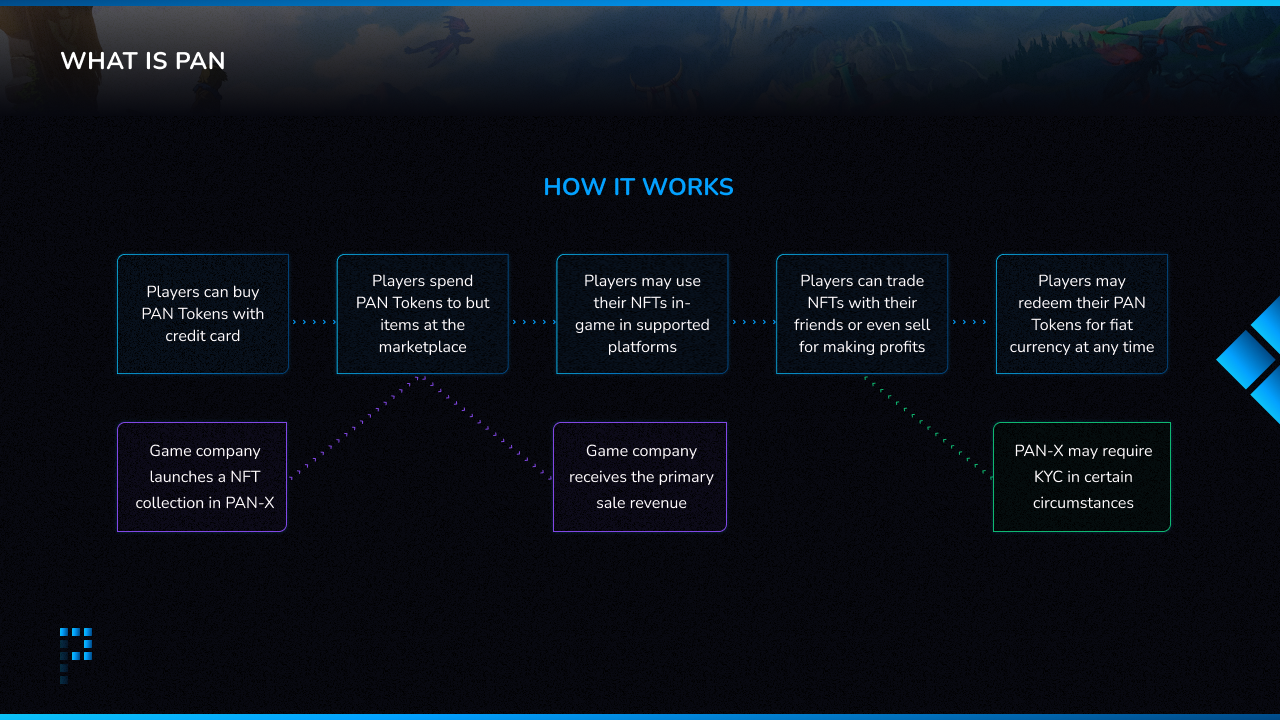 WHAT IS PAN
HOW IT WORKS
Players can buy
PAN Tokens with
credit card
Players spend
PAN Tokens to but
items at the
marketplace
Players may use
their NFTs in-
game in supported
platforms
Players can trade
NFTs with their
friends or even sell
for making profits
Players may
redeem their PAN
Tokens for fiat
currency at any time
Game company
launches a NFT
collection in PAN-X
Game company
receives the primary
sale revenue
PAN-X may require
KYC in certain
circumstances